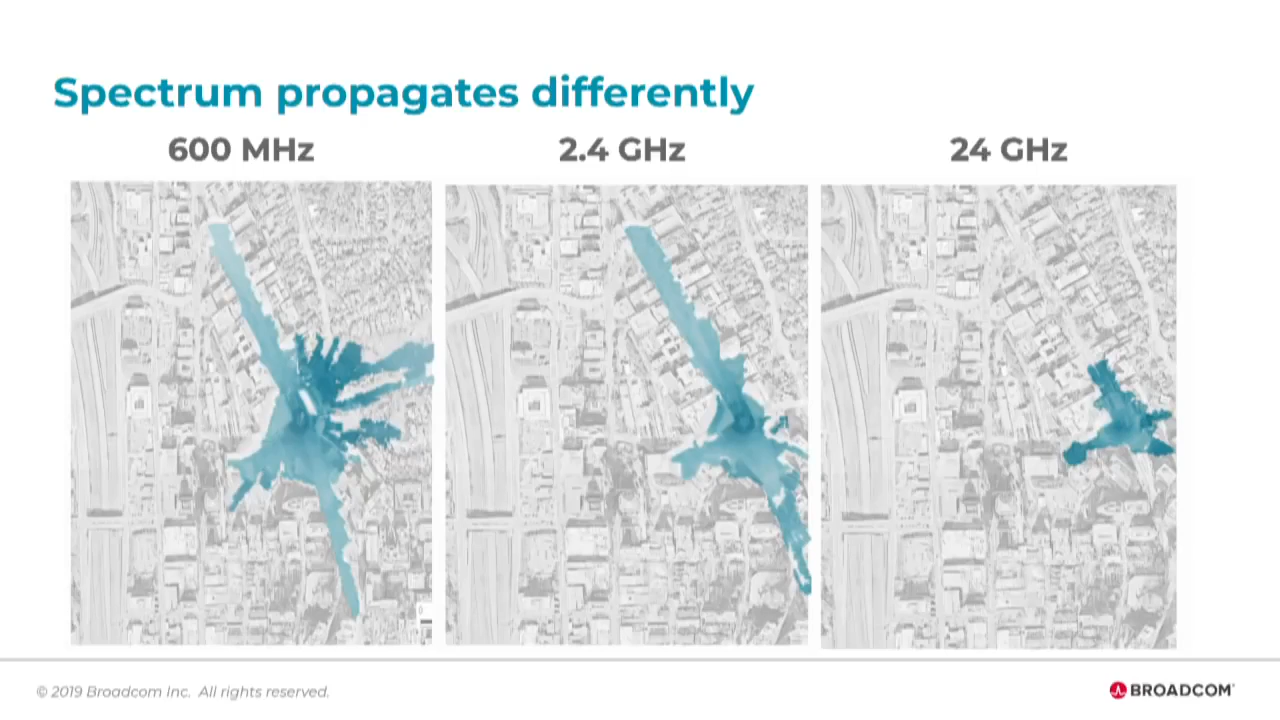 Spectrum propagates differently
600 MHz
2.4 GHz
24 GHz
© 2019 Broadcom Inc. All rights reserved.
BROADCOM